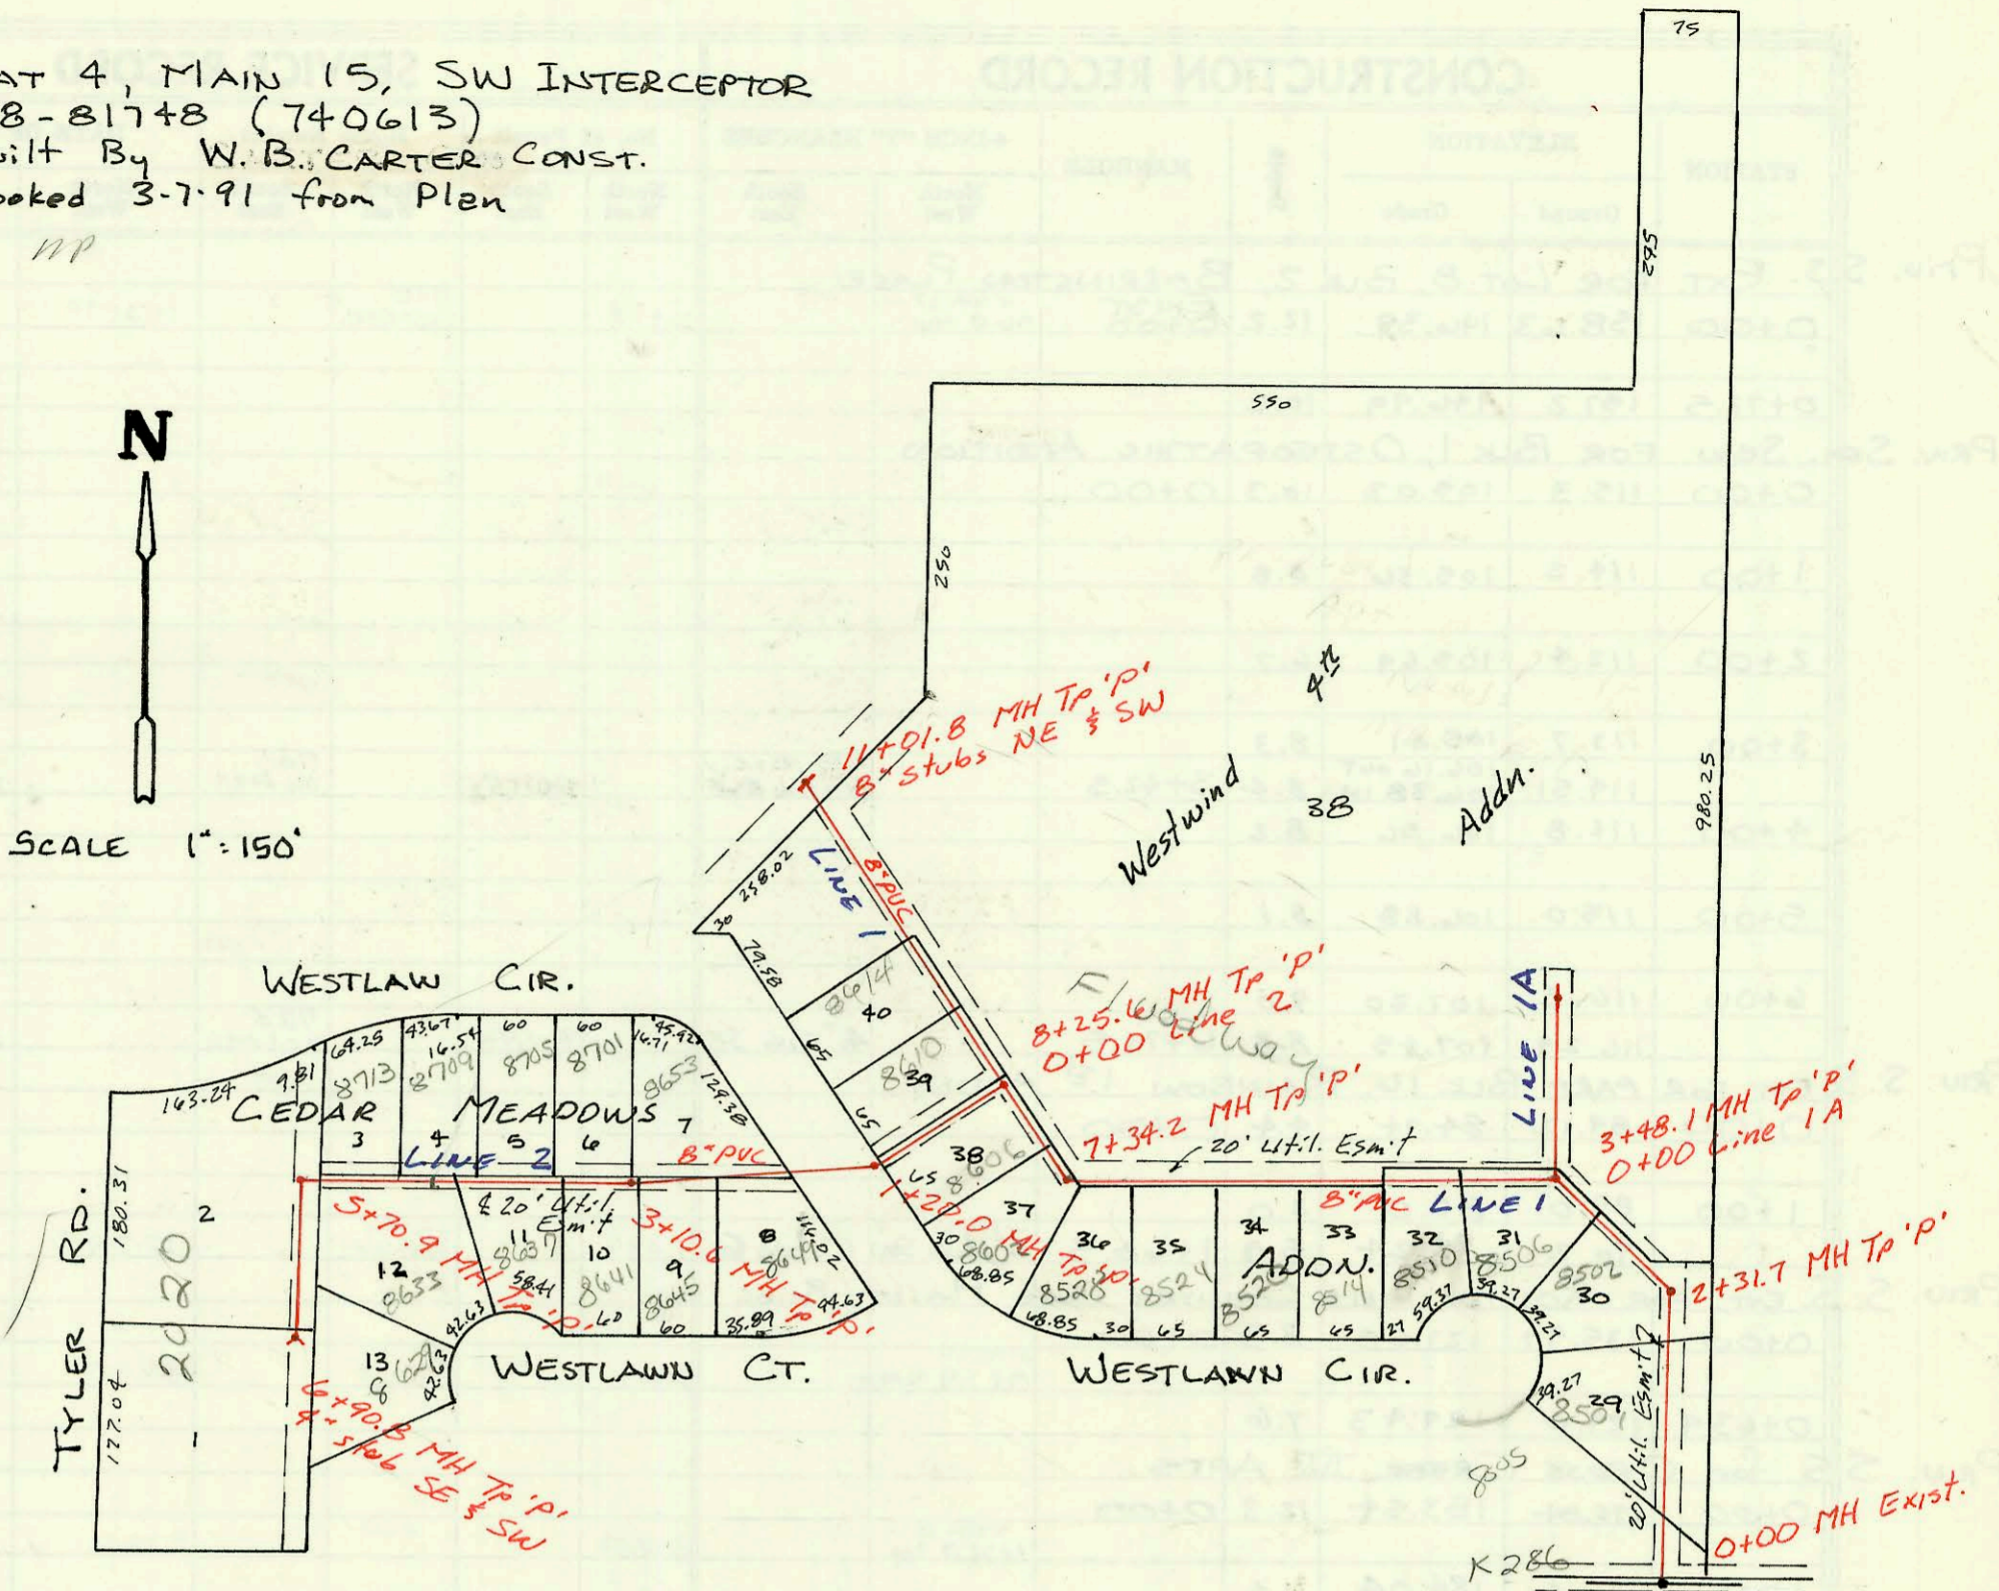 AT 4, MAIN 15, SW INTERCEPTOR
8-81748 (740613)
ilt By W.B. CARTER CONST.
oked 3-7-91 from Plan
np
N
SCALE 1"=150'
75
295
550
250
980.25
Westwind 4th Addn.
38
11+01.8 MH Tp 'P'
8" Stubs NE & SW
258.02
30
79.58
LINE 1
8" PVC
8614
40
65
8610
39
65
8+25.6 MH Tp 'P'
0+00 Line 2
Floodway
7+34.2 MH Tp 'P'
20' Util. Esm't
LINE 1A
3+48.1 MH Tp 'P'
0+00 Line 1A
8" PVC LINE 1
2+31.7 MH Tp 'P'
WESTLAW CIR.
163.24
9.81
64.25
43.67
16.54
60
60
16.71
45.92
129.38
8713
8709
8705
8701
8653
CEDAR MEADOWS
3
4
5
6
7
LINE 2
8" PVC
180.31
2
2020
TYLER RD.
177.04
1
5+70.9 MH Tp 'P'
℄ 20' Util. Esm't
3+10.6 MH Tp 'P'
12
8633
11
8637
58.41
10
8641
60
9
8645
60
8
8649
35.89
94.63
42.63
42.63
13
8629
6+90.8 MH Tp 'P'
4" stub SE & SW
WESTLAWN CT.
38
8606
65
1+20.0 MH Tp
37
8602
30
68.85
36
8528
68.85
30
35
8524
65
34
8520
65
33
8514
65
ADDN.
32
8510
27
59.37
31
8506
39.27
8502
30
39.27
WESTLAWN CIR.
39.27
29
20' Util. Esm't
8505
0+00 MH Exist.
K286
CONSTRUCTION RECORD
SERVICE RECORD